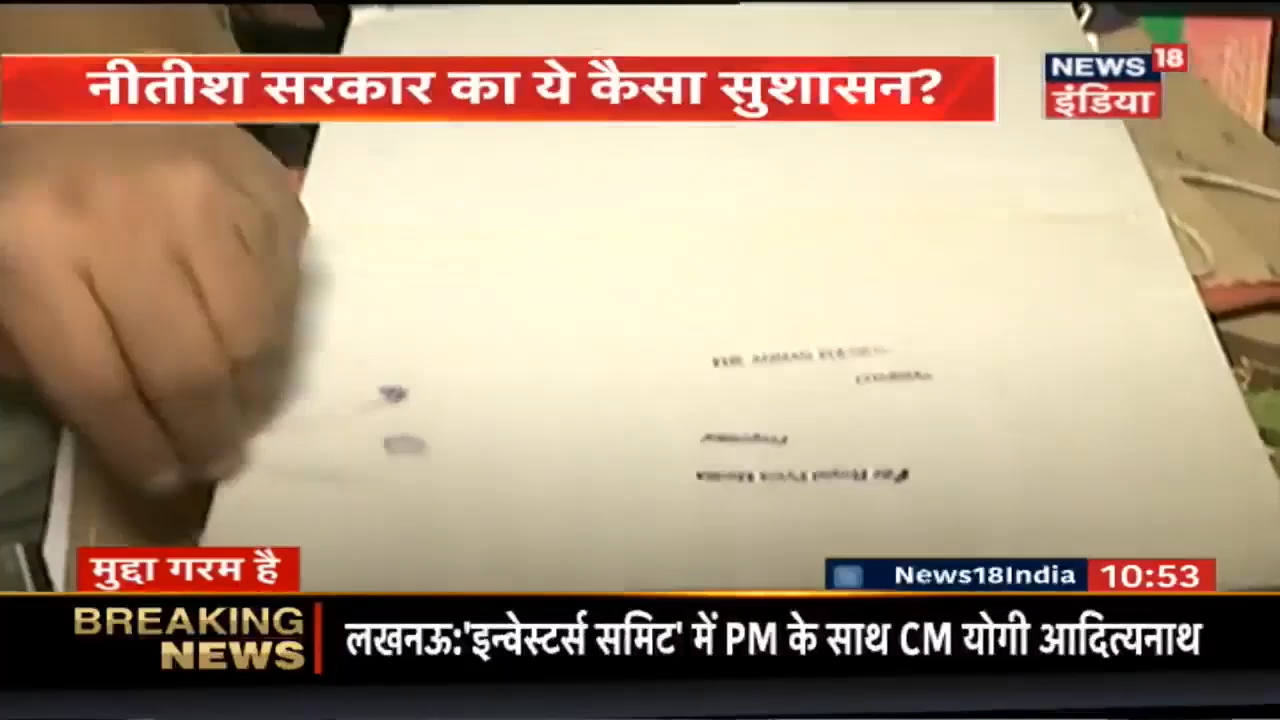 नीतीश सरकार का ये कैसा सुशासन?
NEWS 18
इंडिया
मुद्दा गरम है
News18India 10:53
BREAKING NEWS
लखनऊ:'इन्वेस्टर्स समिट' में PM के साथ CM योगी आदित्यनाथ